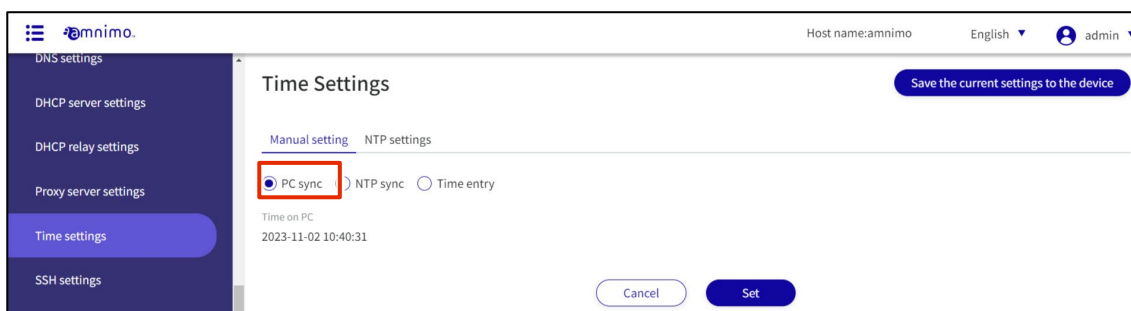 amnimo.
Host name:amnimo English admin
DNS settings
DHCP server settings
DHCP relay settings
Proxy server settings
Time settings
SSH settings
Time Settings
Save the current settings to the device
Manual setting NTP settings
PC sync NTP sync Time entry
Time on PC
2023-11-02 10:40:31
Cancel Set